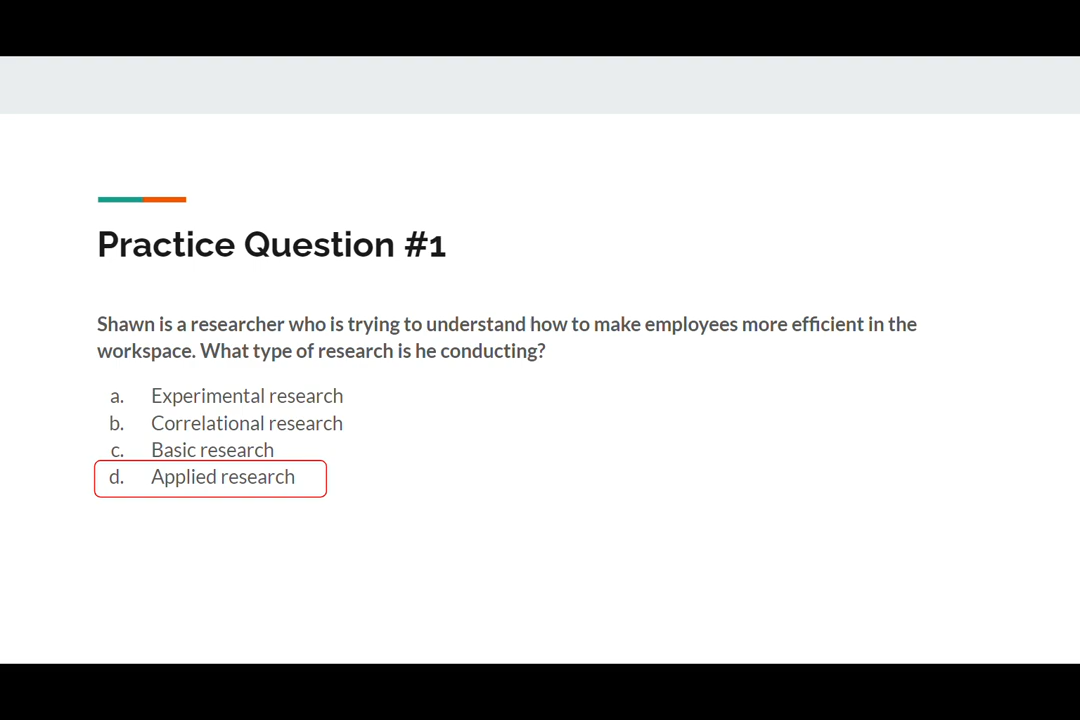 Practice Question #1
Shawn is a researcher who is trying to understand how to make employees more efficient in the
workspace. What type of research is he conducting?
a. Experimental research
b. Correlational research
c. Basic research
d. Applied research